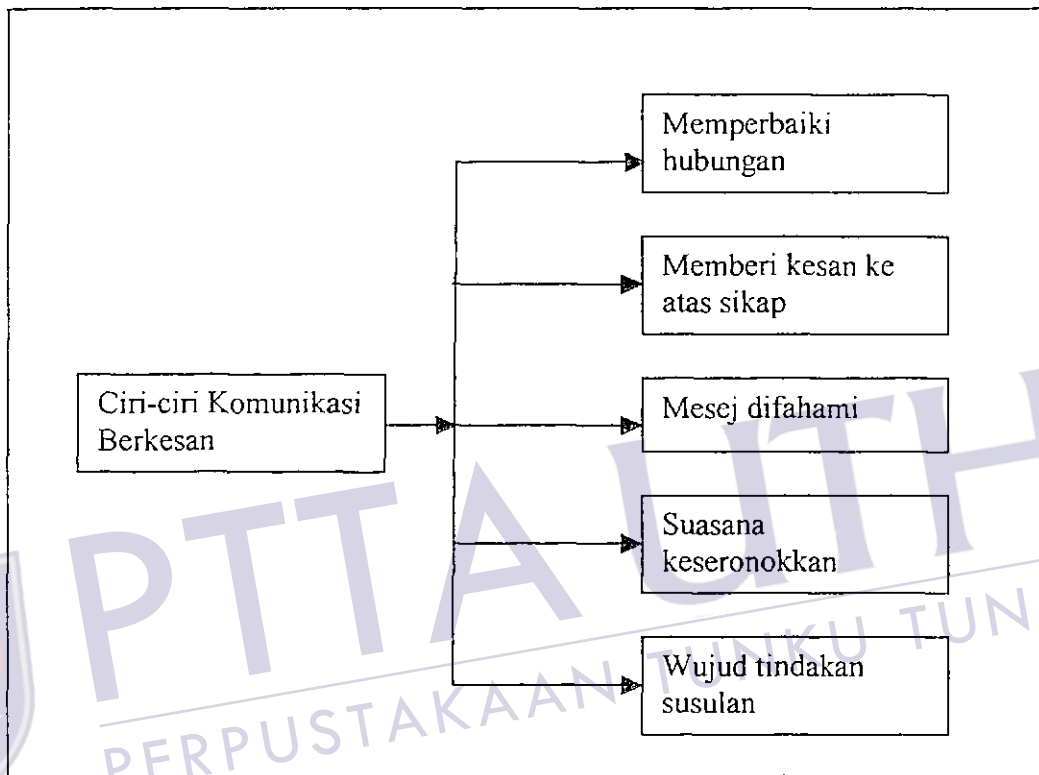 Memperbaiki
hubungan
Memberi kesan ke
atas sikap
Ciri-ciri Komunikasi
Berkesan
Mesej difahami
Suasana
keseronokkan
Wujud tindakan
susulan
PTTA UTH
PERPUSTAKAAN TUNKU TUN